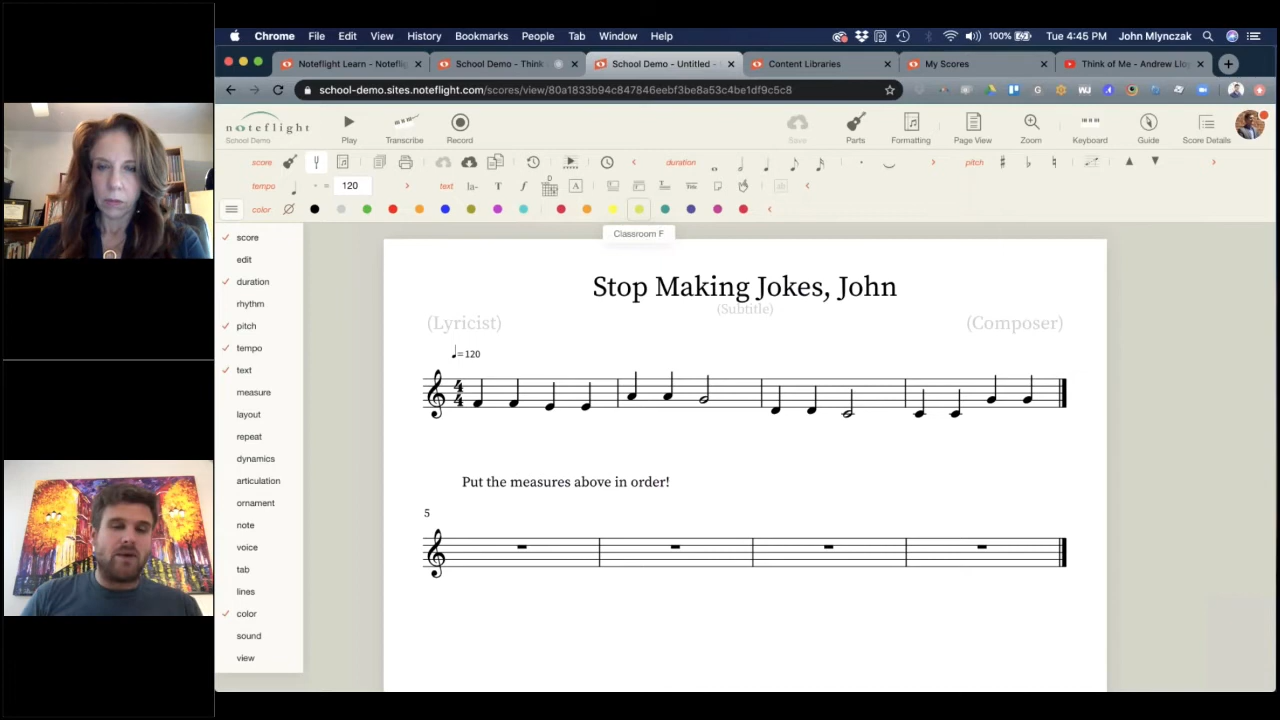 Chrome File Edit View History Bookmarks People Tab Window Help 100% Tue 4:45 PM John Mlynczak
Noteflight Learn - Noteflig School Demo - Think School Demo - Untitled - Content Libraries My Scores Think of Me - Andrew Llo
school-demo.sites.noteflight.com/scores/view/80a1833b94c847846eebf3be8a53c4be1df9c5c8
noteflight
School Demo
Play Transcribe Record Save Parts Formatting Page View Zoom Keyboard Guide Score Details
score duration pitch
tempo = 120 text la- T f A
color
Classroom F
score
edit
duration
rhythm
pitch
tempo
text
measure
layout
repeat
dynamics
articulation
ornament
note
voice
tab
lines
color
sound
view
Stop Making Jokes, John
(Subtitle)
(Lyricist) (Composer)
=120
4
4
Put the measures above in order!
5